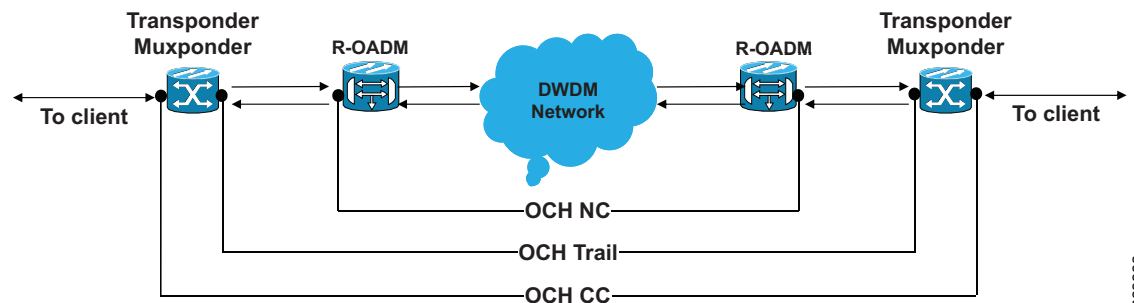 Transponder
Muxponder
R-OADM
To client
DWDM
Network
R-OADM
Transponder
Muxponder
To client
OCH NC
OCH Trail
OCH CC